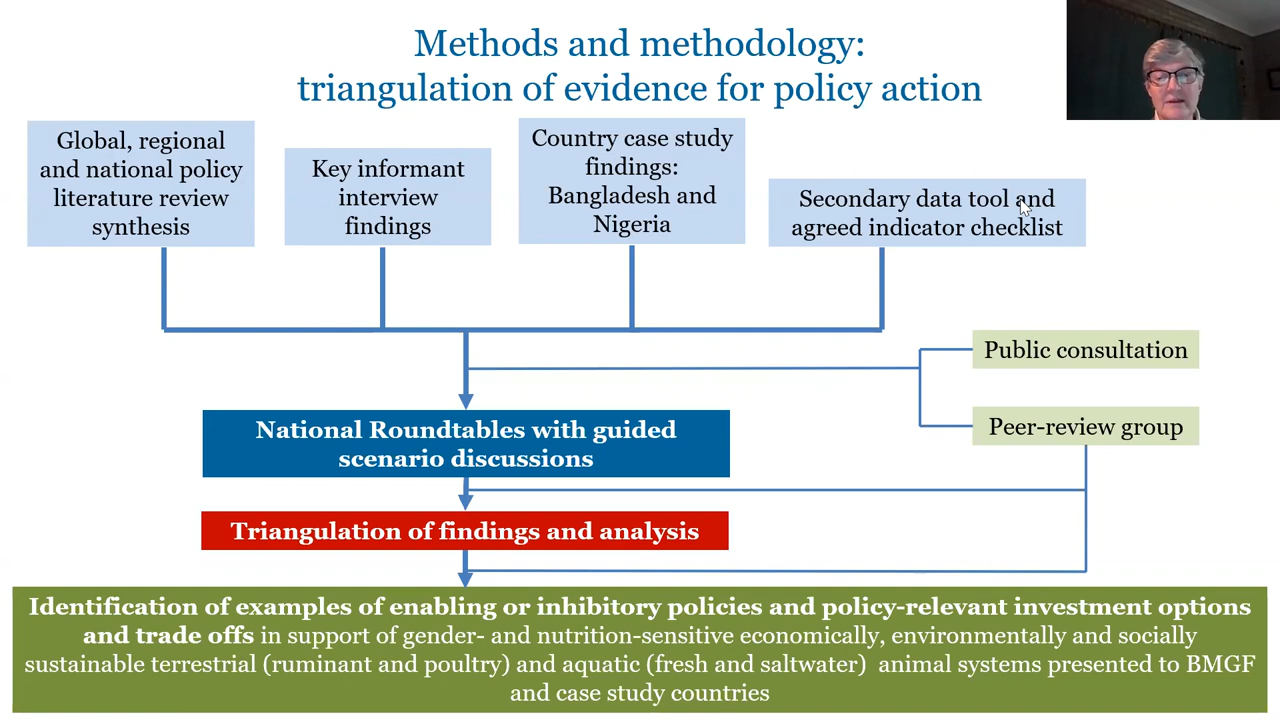 Methods and methodology:
triangulation of evidence for policy action
Global, regional
and national policy
literature review
synthesis
Key informant
interview
findings
Country case study
findings:
Bangladesh and
Nigeria
Secondary data tool and
agreed indicator checklist
Public consultation
Peer-review group
National Roundtables with guided
scenario discussions
Triangulation of findings and analysis
Identification of examples of enabling or inhibitory policies and policy-relevant investment options
and trade offs in support of gender- and nutrition-sensitive economically, environmentally and socially
sustainable terrestrial (ruminant and poultry) and aquatic (fresh and saltwater) animal systems presented to BMGF
and case study countries